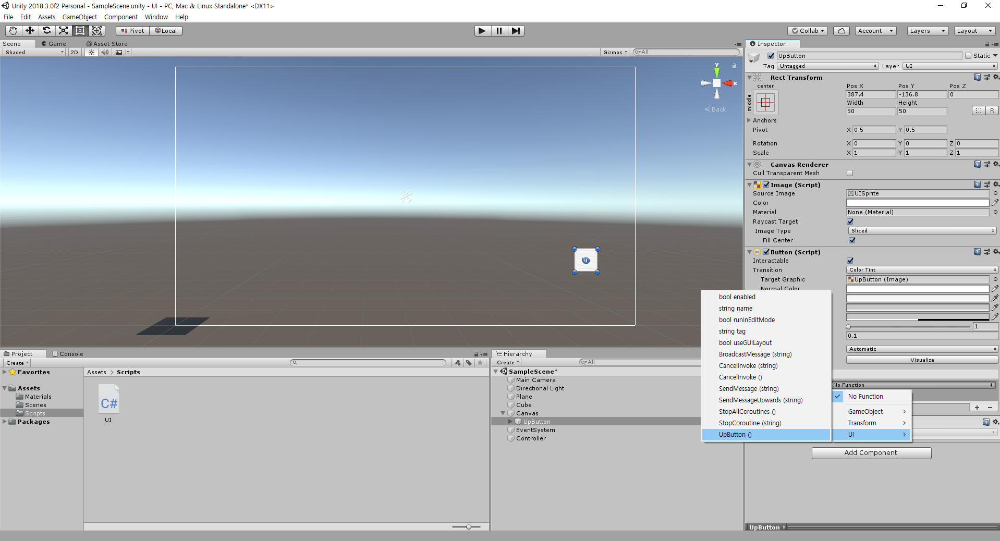 Unity 2018.3.0f2 Personal - SampleScene.unity - UI - PC, Mac & Linux Standalone* <DX11>
File Edit Assets GameObject Component Window Help
Pivot Local Collab Account Layers Layout
Scene Game Asset Store
Shaded 2D Gizmos All
y
x
Back
Inspector
UpButton Static
Tag Untagged Layer UI
Rect Transform
center
middle
Pos X Pos Y Pos Z
387.4 -136.8 0
Width Height
50 50 R
Anchors
Pivot X 0.5 Y 0.5
Rotation X 0 Y 0 Z 0
Scale X 1 Y 1 Z 1
Canvas Renderer
Cull Transparent Mesh
Image (Script)
Source Image UISprite
Color
Material None (Material)
Raycast Target
Image Type Sliced
Fill Center
OK Button (Script)
Interactable
Transition Color Tint
Target Graphic UpButton (Image)
Normal Color
1
0.1
Automatic
Visualize
No Function
bool enabled
string name
bool runInEditMode
string tag
bool useGUILayout
BroadcastMessage (string)
CancelInvoke (string)
CancelInvoke ()
SendMessage (string)
SendMessageUpwards (string)
StopAllCoroutines ()
StopCoroutine (string)
UpButton ()
No Function
GameObject
Transform
UI
Add Component
UpButton
Project Console
Create
Favorites
Assets
Materials
Scenes
Scripts
Packages
Assets > Scripts
C#
UI
Hierarchy
Create All
SampleScene*
Main Camera
Directional Light
Plane
Cube
Canvas
UpButton
EventSystem
Controller